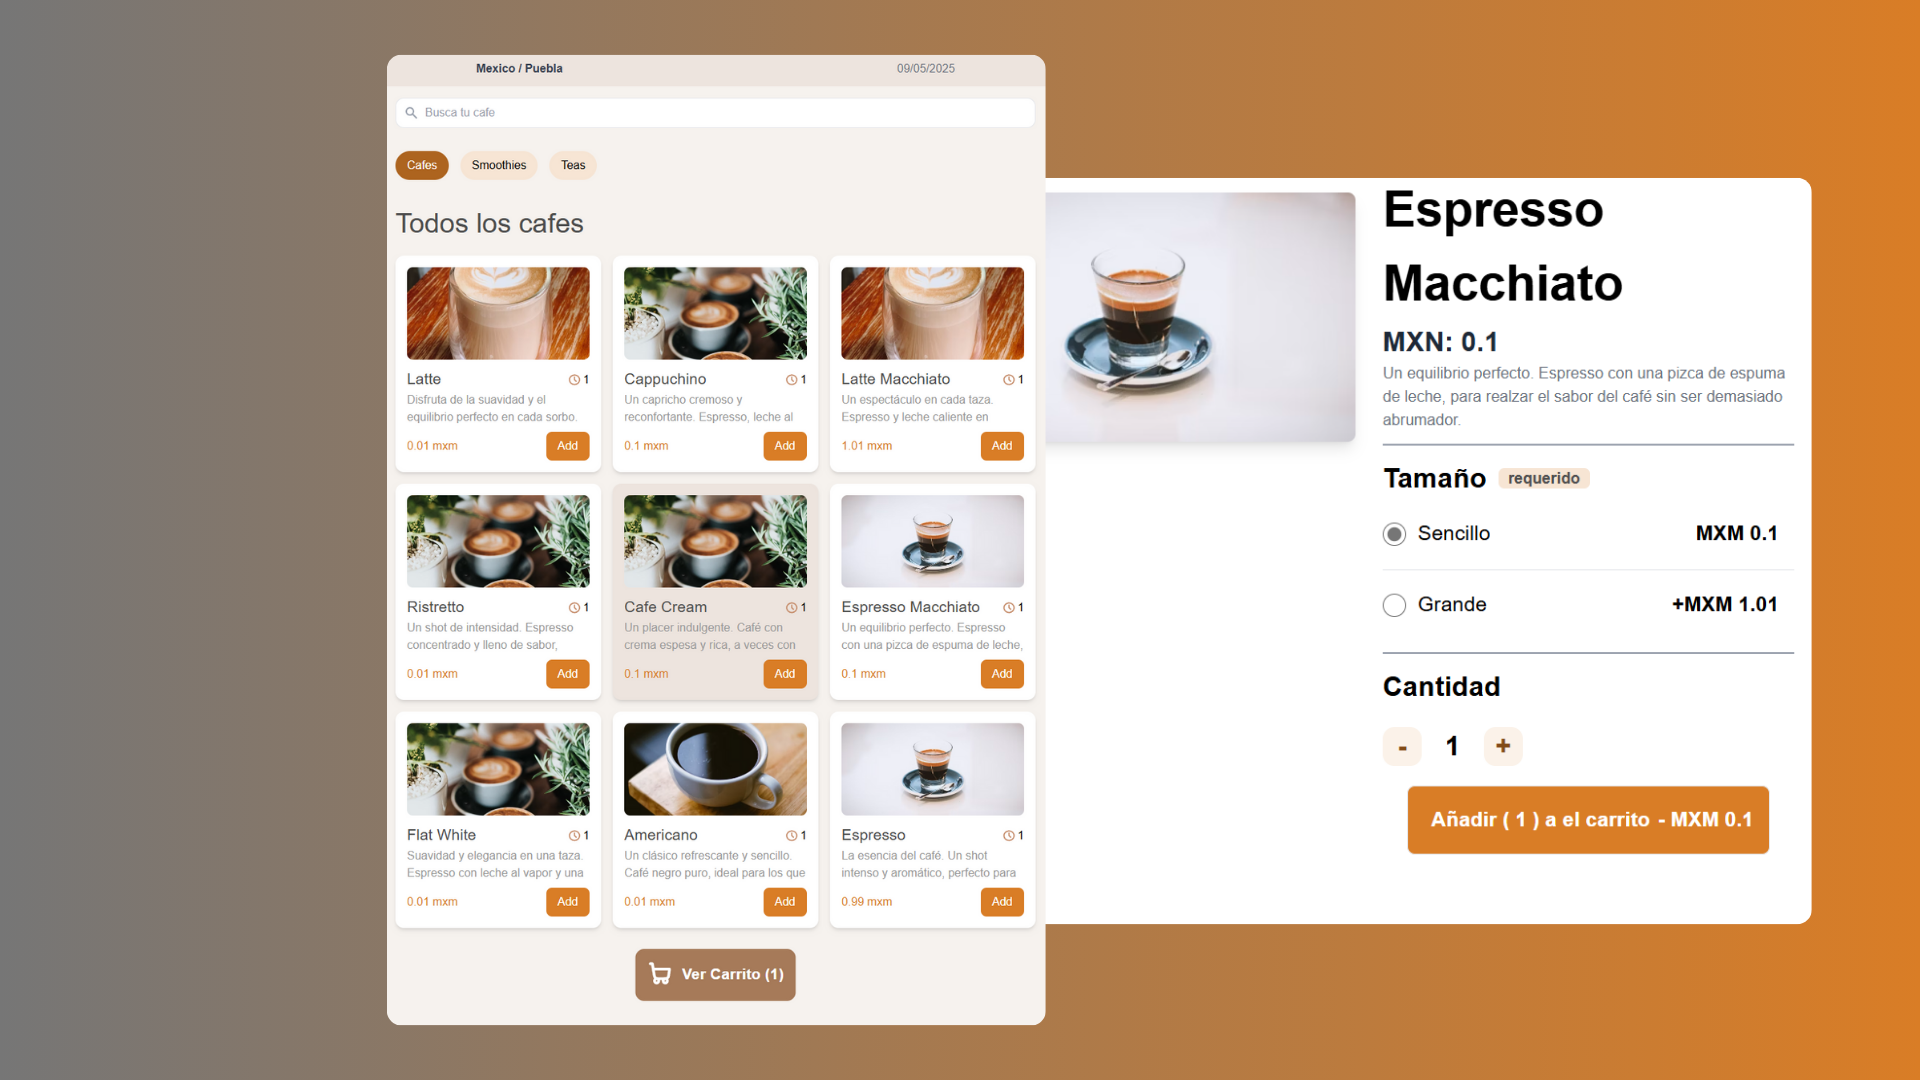 Mexico / Puebla
09/05/2025
Busca tu cafe
Cafes
Smoothies
Teas
Todos los cafes
Latte
1
Disfruta de la suavidad y el
equilibrio perfecto en cada sorbo.
0.01 mxm
Add
Cappuchino
1
Un capricho cremoso y
reconfortante. Espresso, leche al
0.1 mxm
Add
Latte Macchiato
1
Un espectáculo en cada taza.
Espresso y leche caliente en
1.01 mxm
Add
Ristretto
1
Un shot de intensidad. Espresso
concentrado y lleno de sabor,
0.01 mxm
Add
Cafe Cream
1
Un placer indulgente. Café con
crema espesa y rica, a veces con
0.1 mxm
Add
Espresso Macchiato
1
Un equilibrio perfecto. Espresso
con una pizca de espuma de leche,
0.1 mxm
Add
Flat White
1
Suavidad y elegancia en una taza.
Espresso con leche al vapor y una
0.01 mxm
Add
Americano
1
Un clásico refrescante y sencillo.
Café negro puro, ideal para los que
0.01 mxm
Add
Espresso
1
La esencia del café. Un shot
intenso y aromático, perfecto para
0.99 mxm
Add
Ver Carrito (1)
Espresso
Macchiato
MXN: 0.1
Un equilibrio perfecto. Espresso con una pizca de espuma
de leche, para realzar el sabor del café sin ser demasiado
abrumador.
Tamaño requerido
Sencillo
MXM 0.1
Grande
+MXM 1.01
Cantidad
- 1 +
Añadir ( 1 ) a el carrito - MXM 0.1